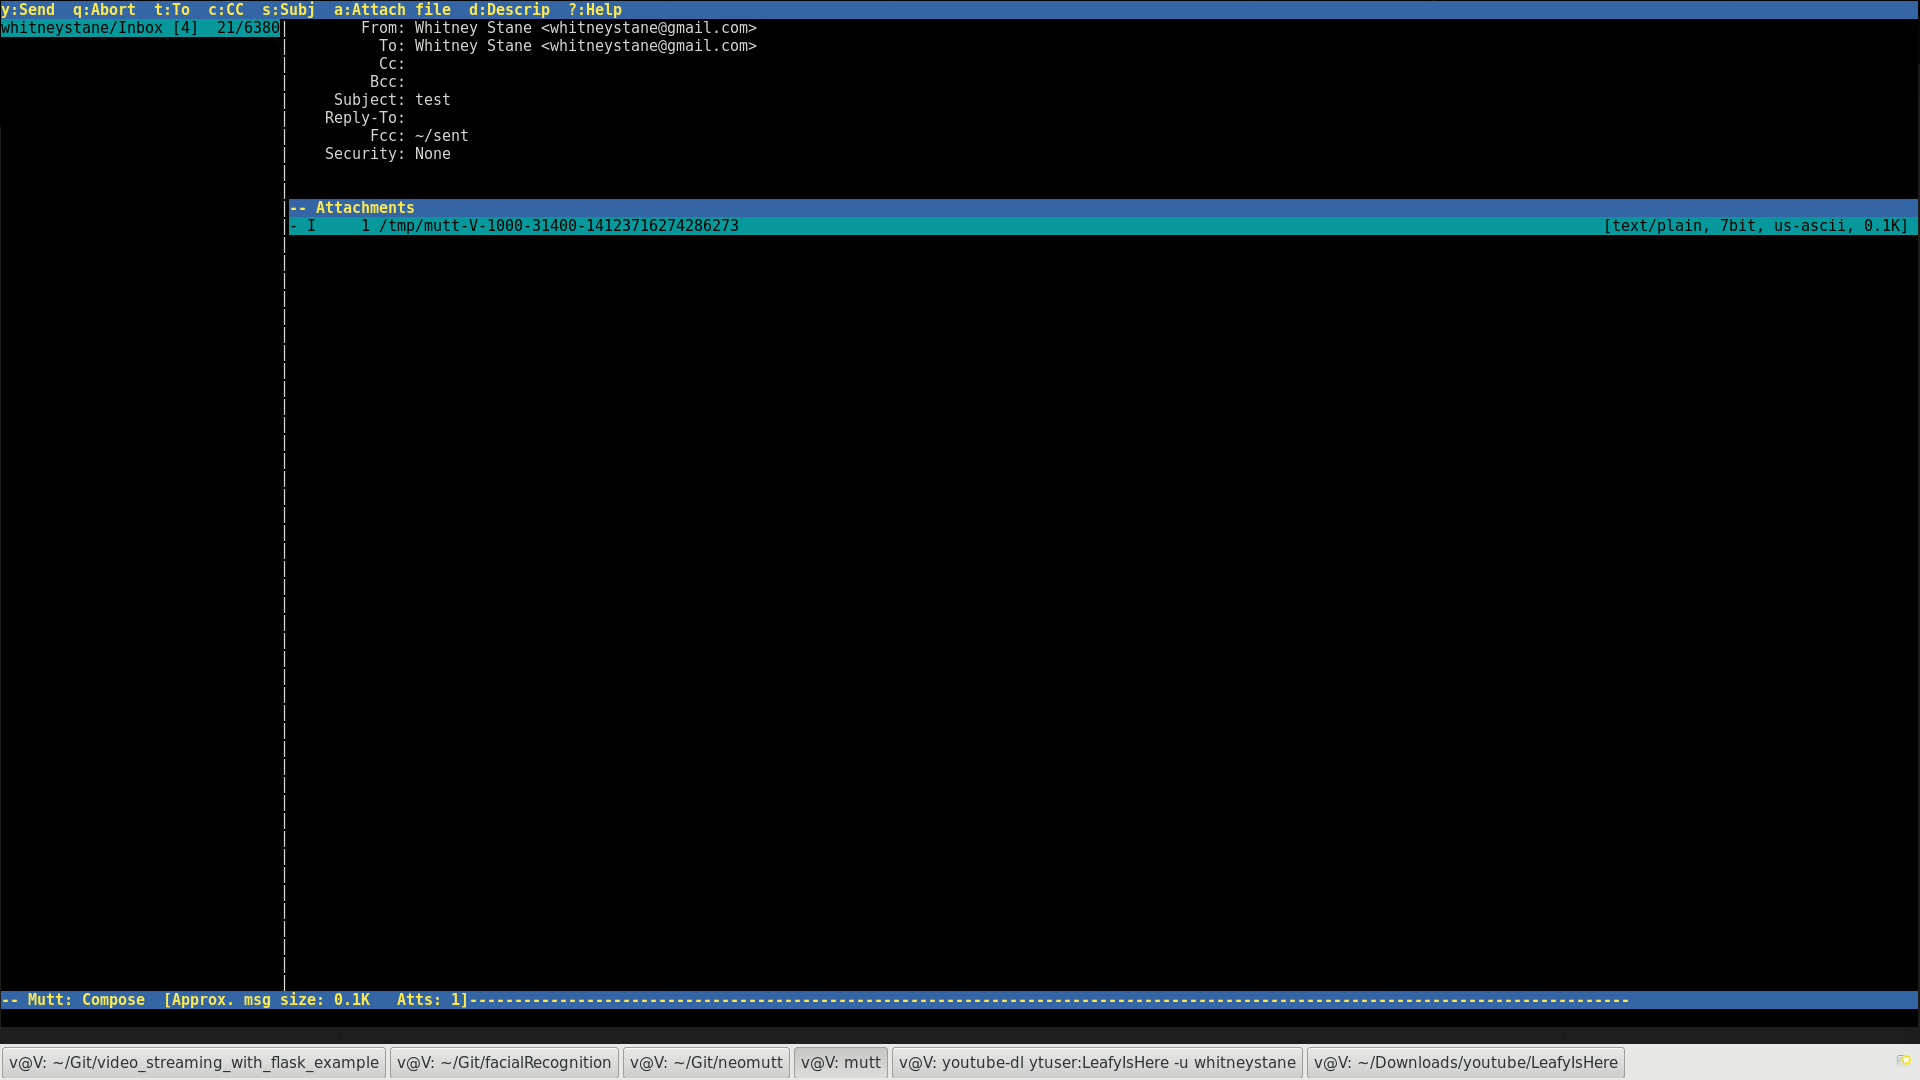 y:Send  q:Abort  t:To  c:CC  s:Subj  a:Attach file  d:Descrip  ?:Help
whitneystane/Inbox [4]  21/6380
From: Whitney Stane <whitneystane@gmail.com>
To: Whitney Stane <whitneystane@gmail.com>
Cc:
Bcc:
Subject: test
Reply-To:
Fcc: ~/sent
Security: None
-- Attachments
- I     1 /tmp/mutt-V-1000-31400-14123716274286273 [text/plain, 7bit, us-ascii, 0.1K]
-- Mutt: Compose  [Approx. msg size: 0.1K   Atts: 1]---------------------------------------------------------------------------------------------------------------------------------
v@V: ~/Git/video_streaming_with_flask_example
v@V: ~/Git/facialRecognition
v@V: ~/Git/neomutt
v@V: mutt
v@V: youtube-dl ytuser:LeafyIsHere -u whitneystane
v@V: ~/Downloads/youtube/LeafyIsHere